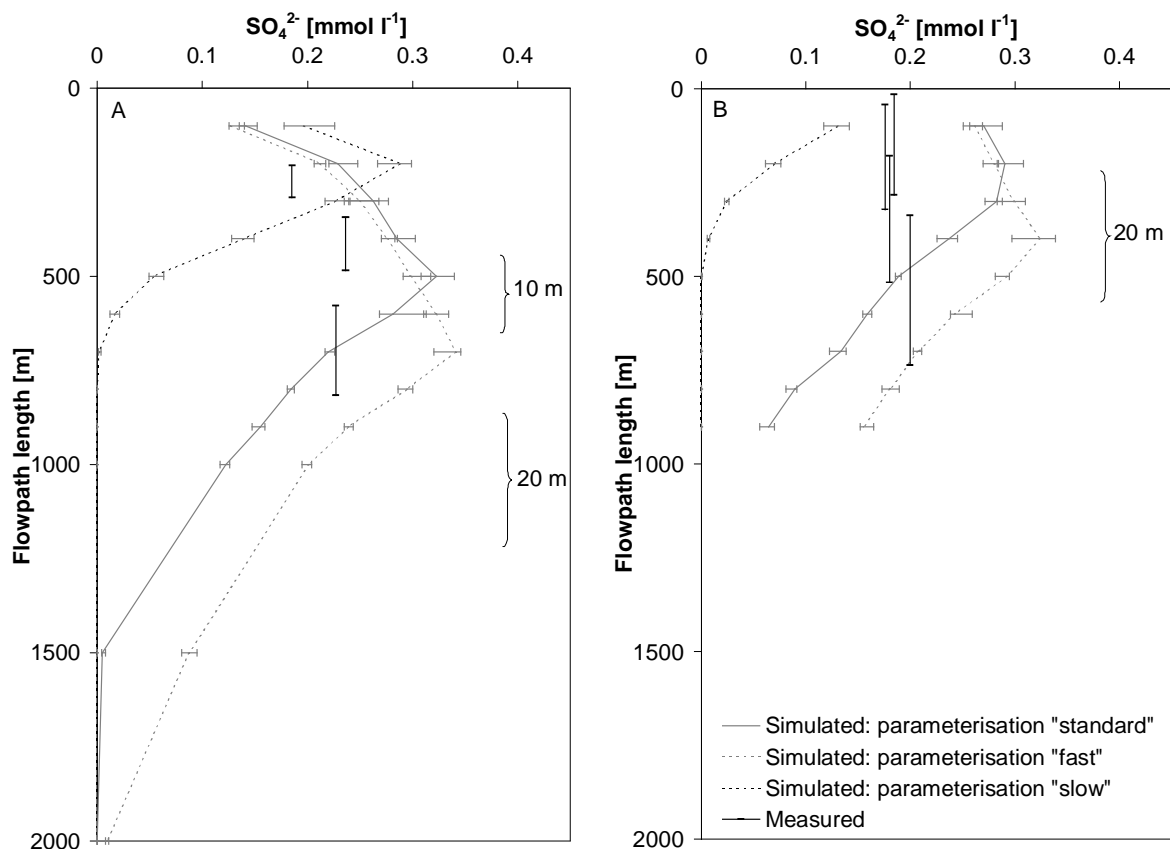 SO₄²⁻ [mmol l⁻¹]
0 0.1 0.2 0.3 0.4
0
500
1000
1500
2000
Flowpath length [m]
A
10 m
20 m
SO₄²⁻ [mmol l⁻¹]
0 0.1 0.2 0.3 0.4
0
500
1000
1500
2000
Flowpath length [m]
B
20 m
Simulated: parameterisation "standard"
Simulated: parameterisation "fast"
Simulated: parameterisation "slow"
Measured